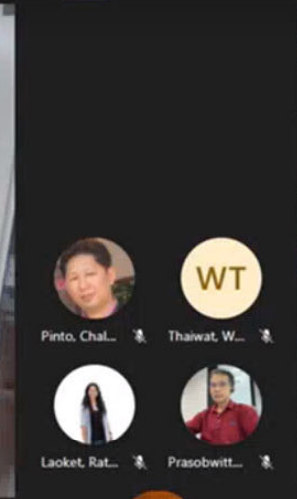 WT
Pinto, Chal...
Thaiwat, W...
Laoket, Rat...
Prasobwitt...